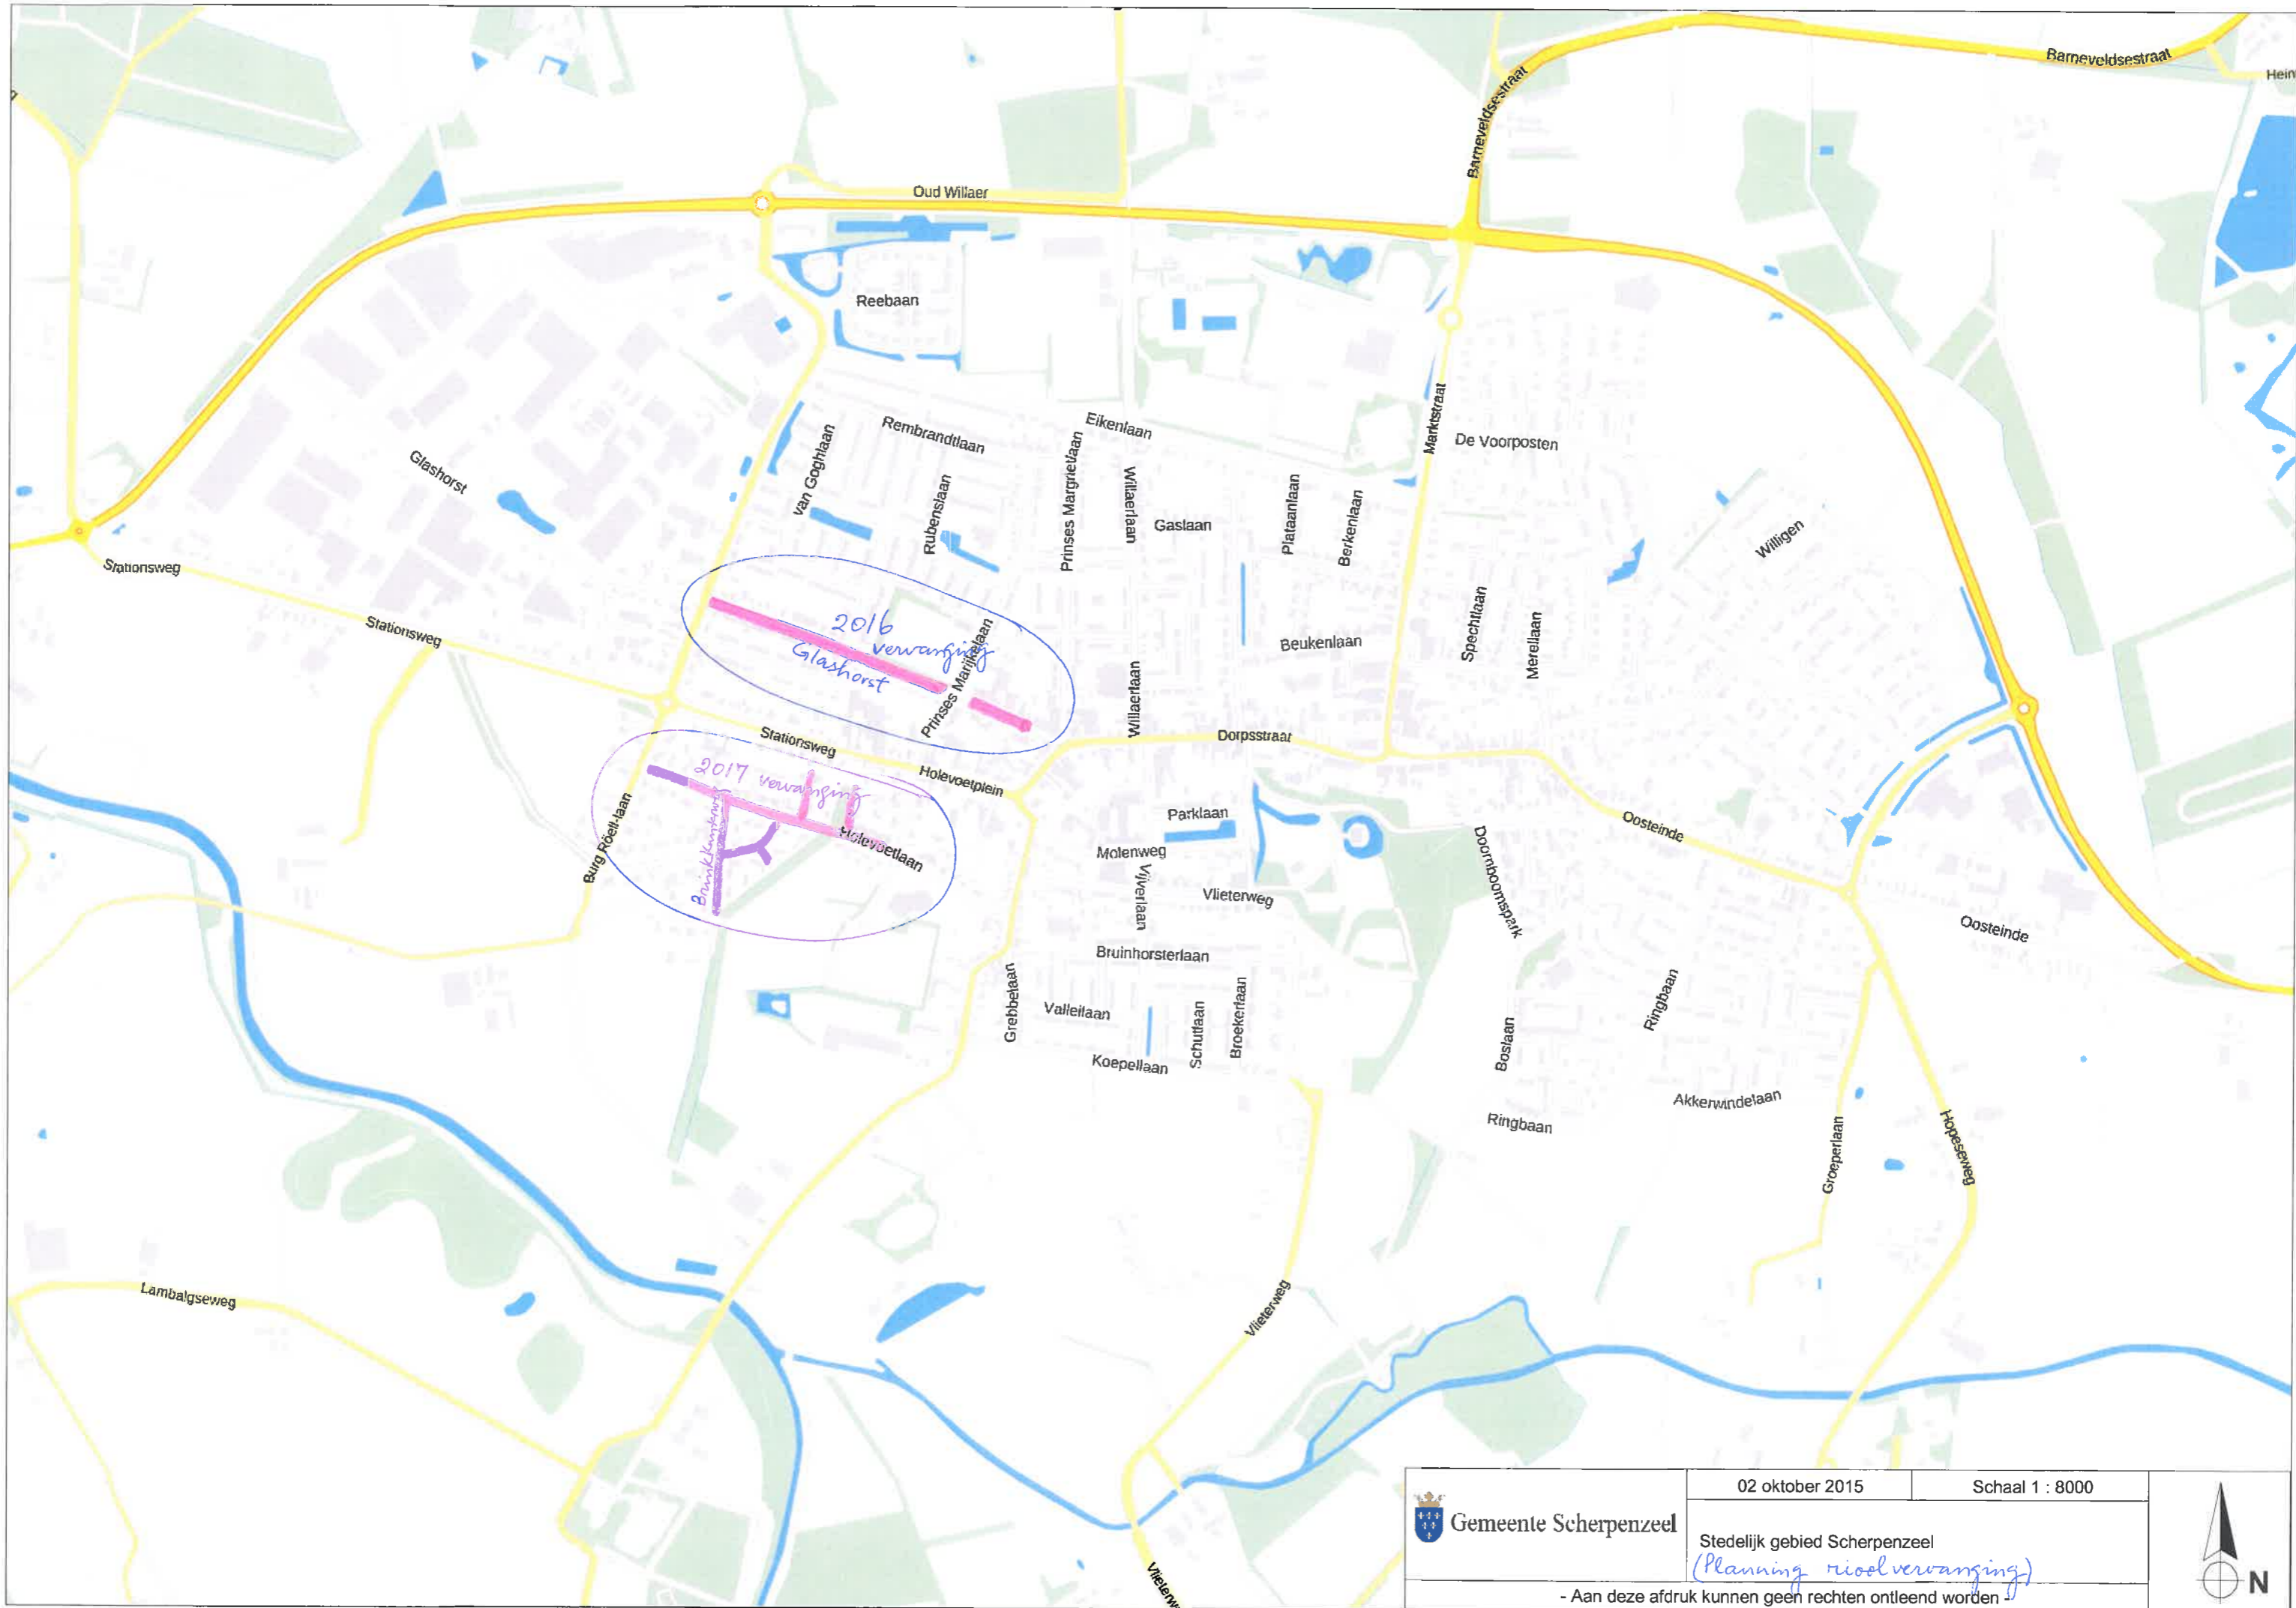 Barneveldsestraat
Hein
Barneveldsestraat
Oud Willaer
Reebaan
Eikenlaan
Rembrandtlaan
Marktstraat
De Voorposten
van Goghlaan
Prinses Margrietlaan
Glashorst
Willaerlaan
Rubenslaan
Plataanlaan
Berkenlaan
Gaslaan
Willigen
Stationsweg
2016
vervanging
Glashorst
Stationsweg
Prinses Marijkelaan
Beukenlaan
Spechtlaan
Merellaan
Willaerlaan
Stationsweg
Dorpsstraat
Holevoetplein
2017 vervanging
Burg Röell-laan
Holevoetlaan
Parklaan
Oosteinde
Molenweg
Vijverlaan
Vlieterweg
Doornboomspark
Oosteinde
Bruinhorsterlaan
Grebbelaan
Valleilaan
Schutlaan
Broekerlaan
Ringbaan
Boslaan
Koepellaan
Akkerwindelaan
Ringbaan
Groeperlaan
Hopeseweg
Lambalgseweg
Vlieterweg
Vlieterw
Gemeente Scherpenzeel
02 oktober 2015
Schaal 1 : 8000
Stedelijk gebied Scherpenzeel
(Planning rioolvervanging)
- Aan deze afdruk kunnen geen rechten ontleend worden -
N